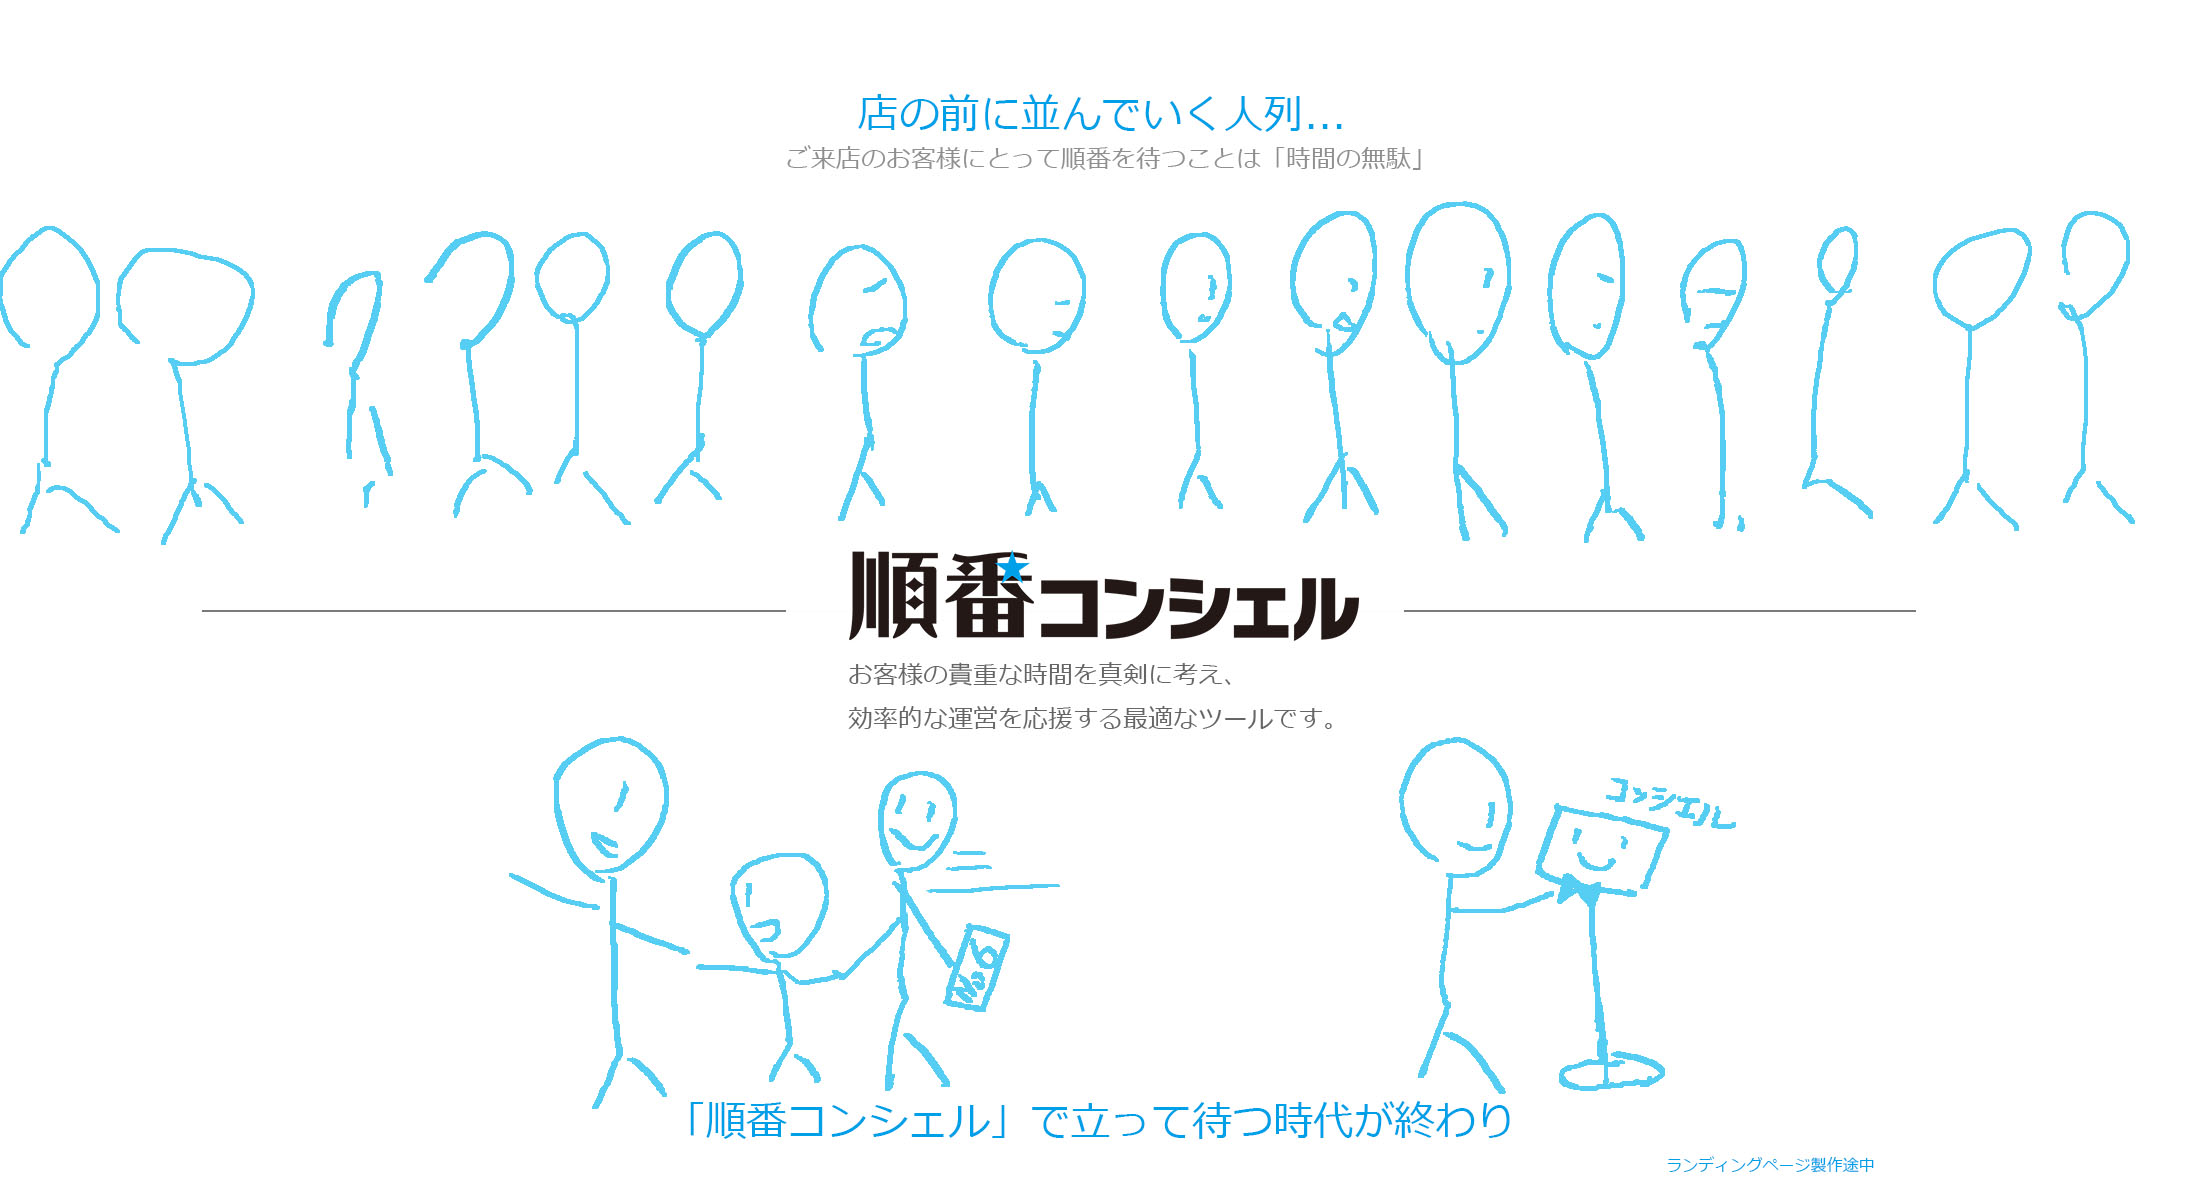 店の前に並んでいく人列...
ご来店のお客様にとって順番を待つことは「時間の無駄」
順番コンシェル
お客様の貴重な時間を真剣に考え、
効率的な運営を応援する最適なツールです。
コンシェル
「順番コンシェル」で立って待つ時代が終わり
ランディングページ製作途中